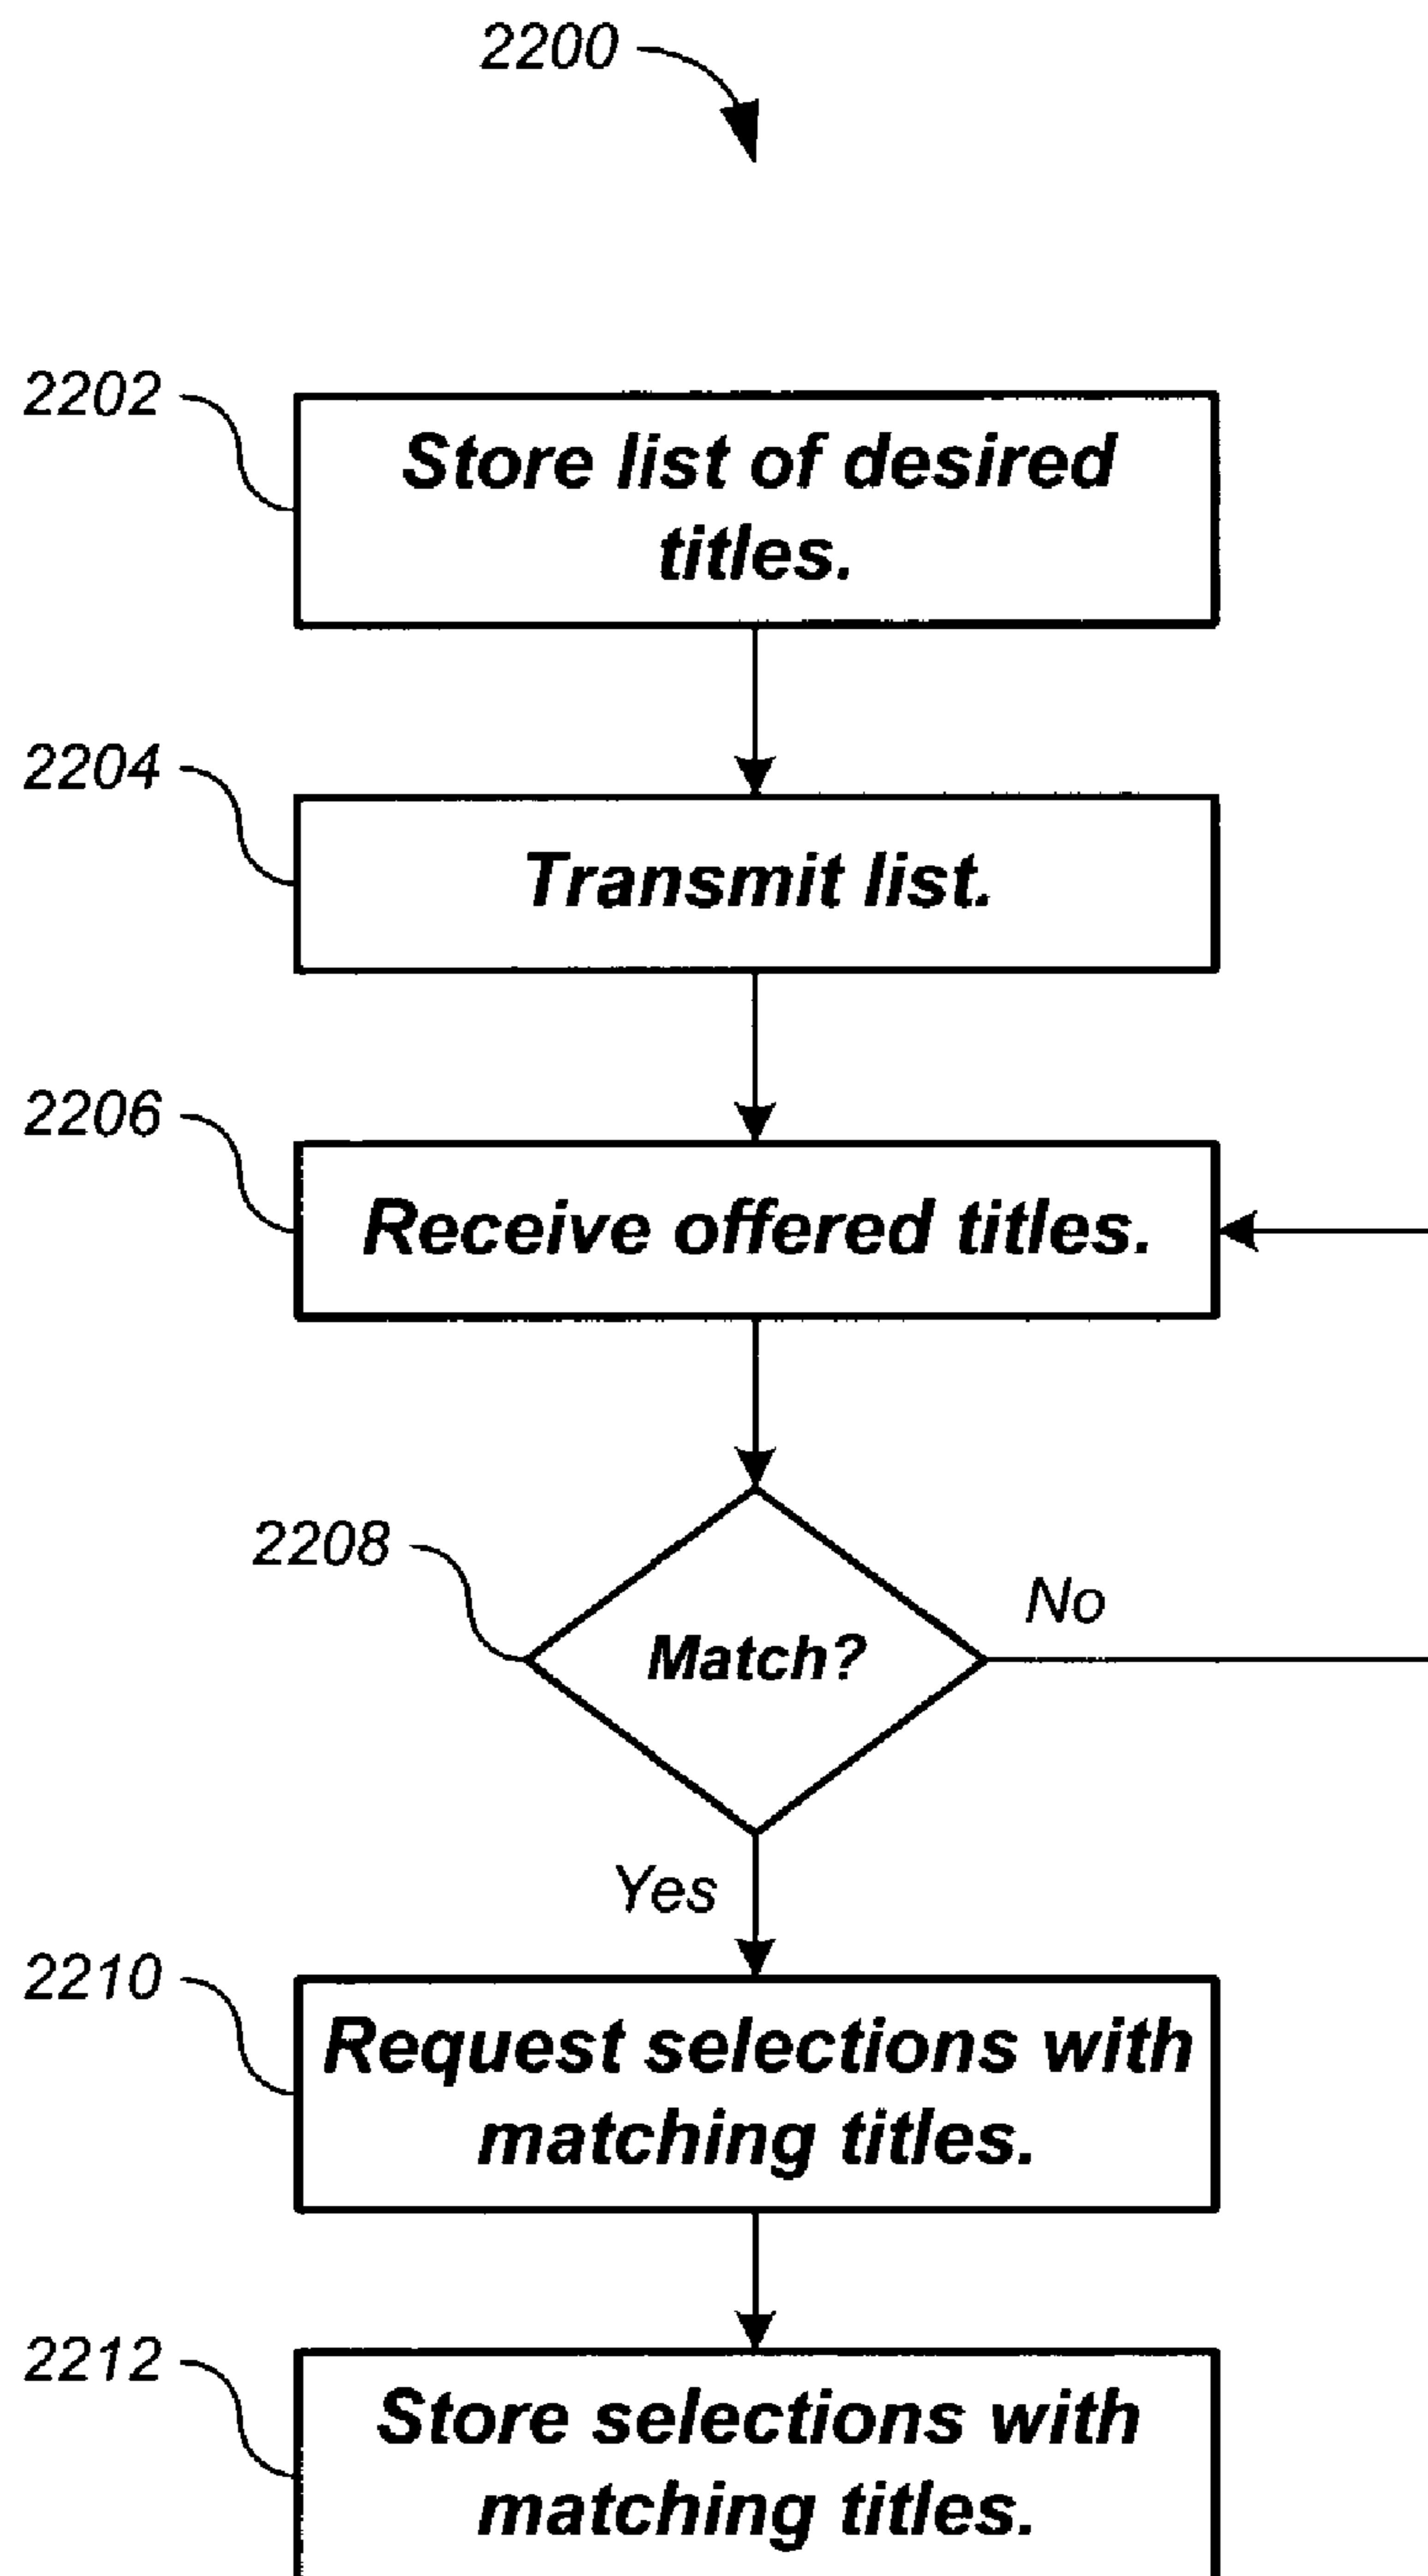 2200
2202
Store list of desired
titles.
2204
Transmit list.
2206
Receive offered titles.
2208
Match?
No
Yes
2210
Request selections with
matching titles.
2212
Store selections with
matching titles.